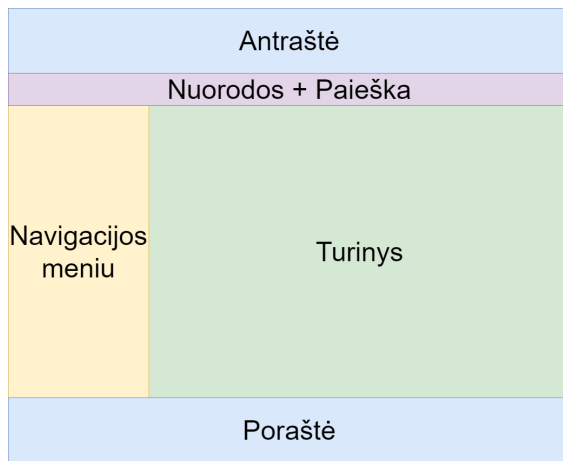 Antraštė
Nuorodos + Paieška
Navigacijos
meniu
Turinys
Poraštė